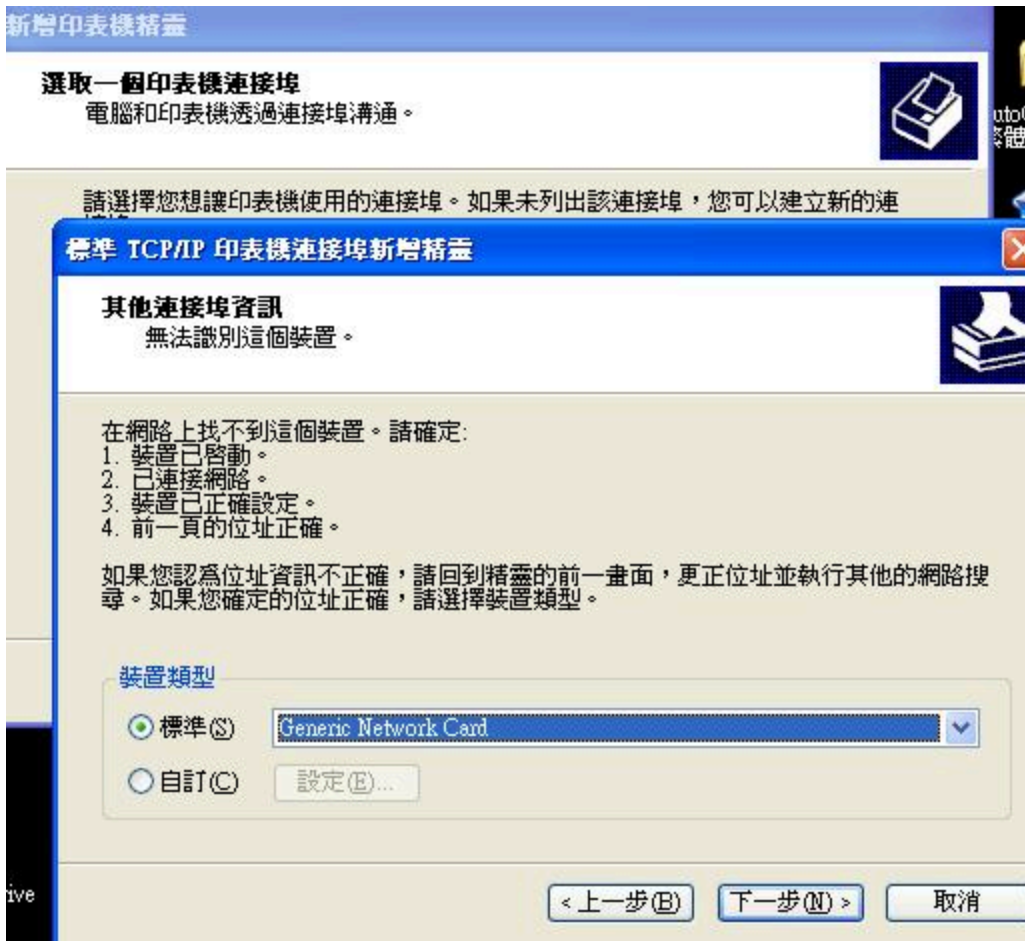 新增印表機精靈
選取一個印表機連接埠
電腦和印表機透過連接埠溝通。
請選擇您想讓印表機使用的連接埠。如果未列出該連接埠，您可以建立新的連
標準 TCP/IP 印表機連接埠新增精靈
其他連接埠資訊
無法識別這個裝置。
在網路上找不到這個裝置。請確定:
1. 裝置已啓動。
2. 已連接網路。
3. 裝置已正確設定。
4. 前一頁的位址正確。
如果您認爲位址資訊不正確，請回到精靈的前一畫面，更正位址並執行其他的網路搜
尋。如果您確定的位址正確，請選擇裝置類型。
裝置類型
標準(S) Generic Network Card
自訂(C) 設定(E)...
<上一步(B) 下一步(N)> 取消